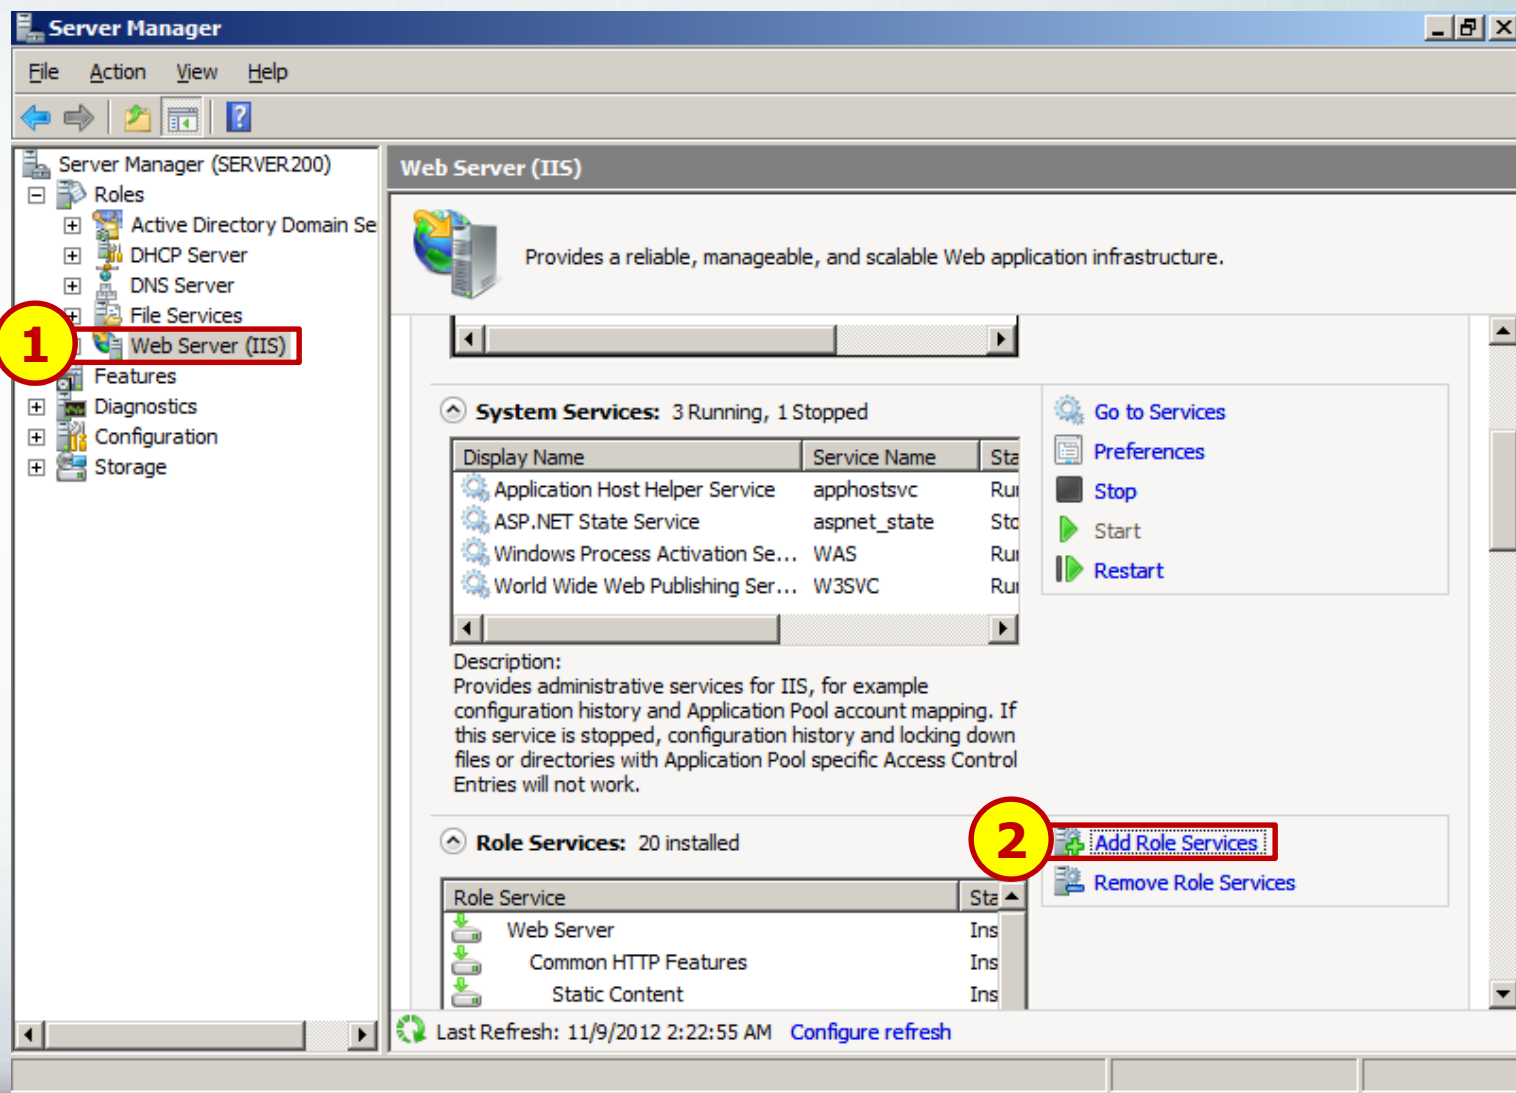 Server Manager
File Action View Help
Server Manager (SERVER200)
Roles
Active Directory Domain Se
DHCP Server
DNS Server
File Services
1
Web Server (IIS)
Features
Diagnostics
Configuration
Storage
Web Server (IIS)
Provides a reliable, manageable, and scalable Web application infrastructure.
System Services: 3 Running, 1 Stopped
Display Name Service Name Sta
Application Host Helper Service apphostsvc Rur
ASP.NET State Service aspnet_state Sto
Windows Process Activation Se... WAS Rur
World Wide Web Publishing Ser... W3SVC Rur
Go to Services
Preferences
Stop
Start
Restart
Description:
Provides administrative services for IIS, for example
configuration history and Application Pool account mapping. If
this service is stopped, configuration history and locking down
files or directories with Application Pool specific Access Control
Entries will not work.
Role Services: 20 installed
2
Add Role Services
Remove Role Services
Role Service Sta
Web Server Ins
Common HTTP Features Ins
Static Content Ins
Last Refresh: 11/9/2012 2:22:55 AM Configure refresh